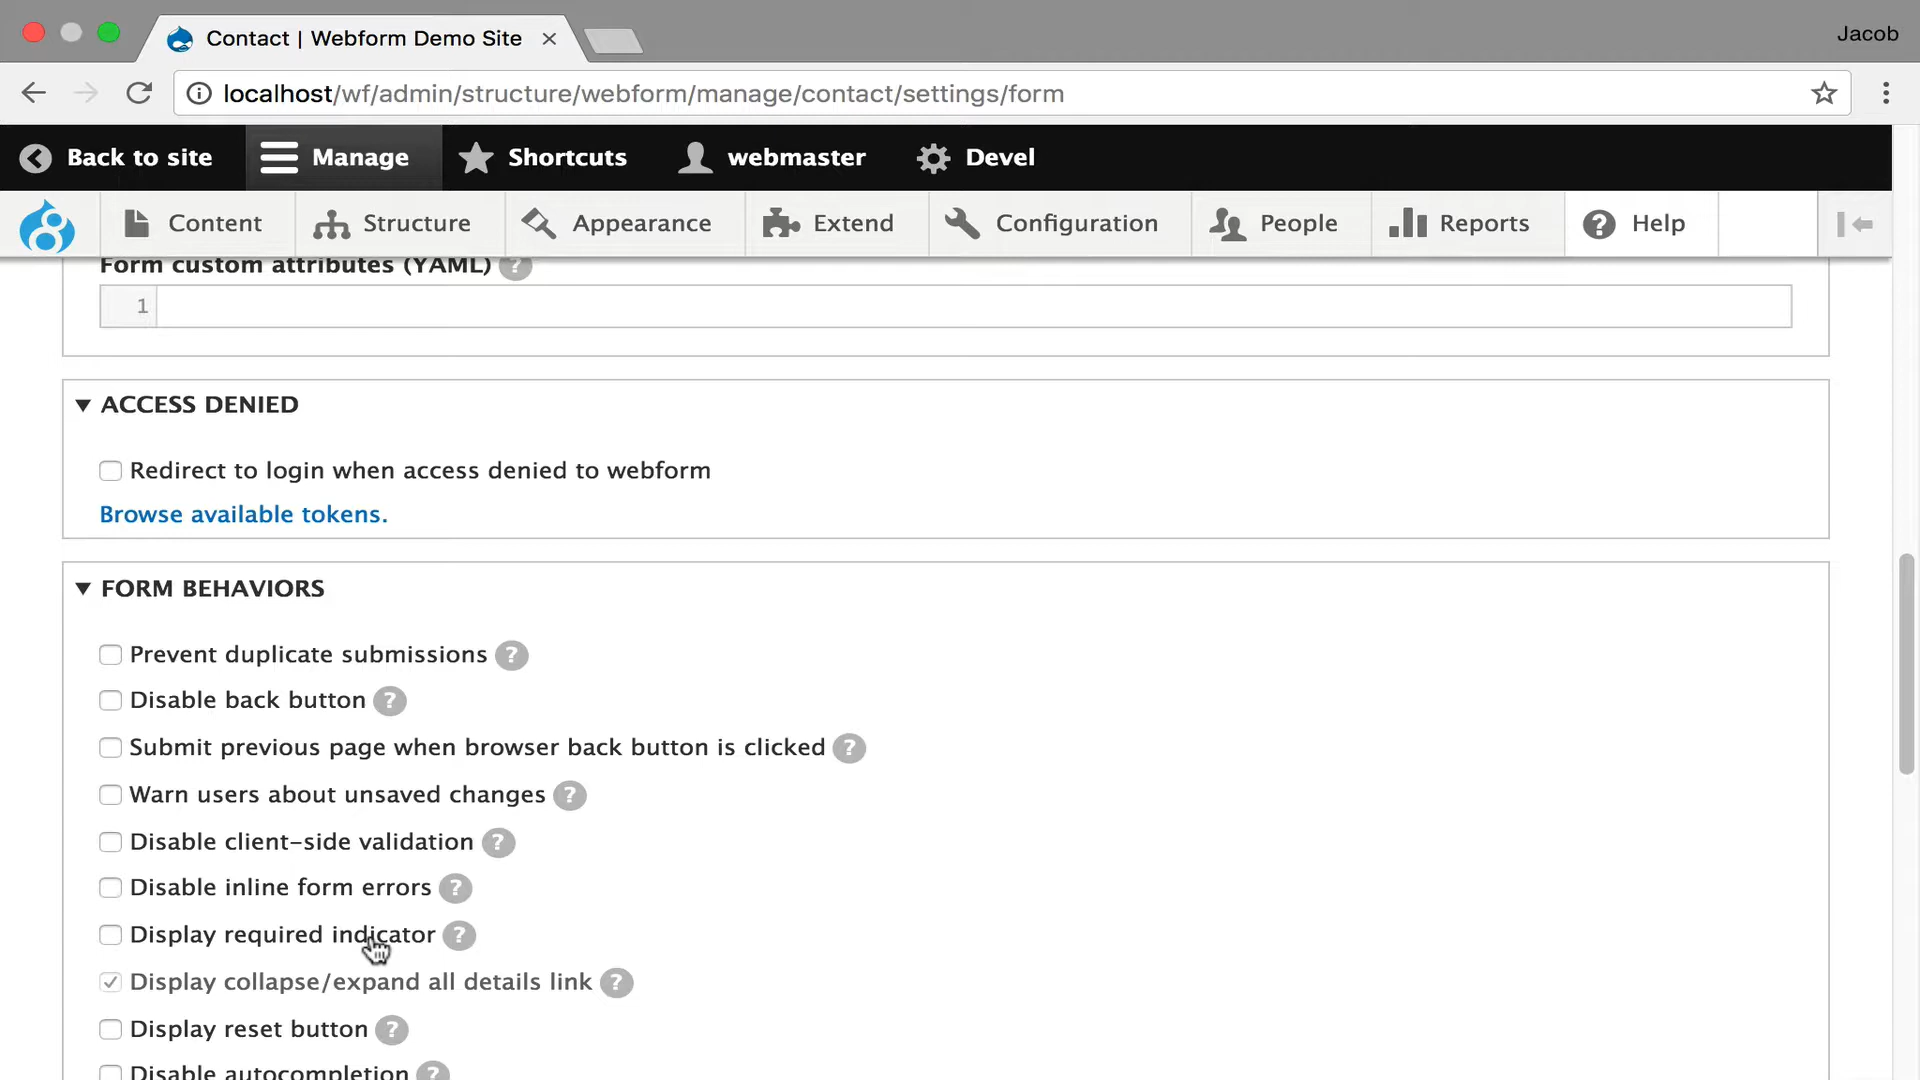 Contact | Webform Demo Site
Jacob
localhost/wf/admin/structure/webform/manage/contact/settings/form
Back to site Manage Shortcuts webmaster Devel
Content Structure Appearance Extend Configuration People Reports Help
Form custom attributes (YAML) ?
1
ACCESS DENIED
Redirect to login when access denied to webform
Browse available tokens.
FORM BEHAVIORS
Prevent duplicate submissions ?
Disable back button ?
Submit previous page when browser back button is clicked ?
Warn users about unsaved changes ?
Disable client-side validation ?
Disable inline form errors ?
Display required indicator ?
Display collapse/expand all details link ?
Display reset button ?
Disable autocompletion ?